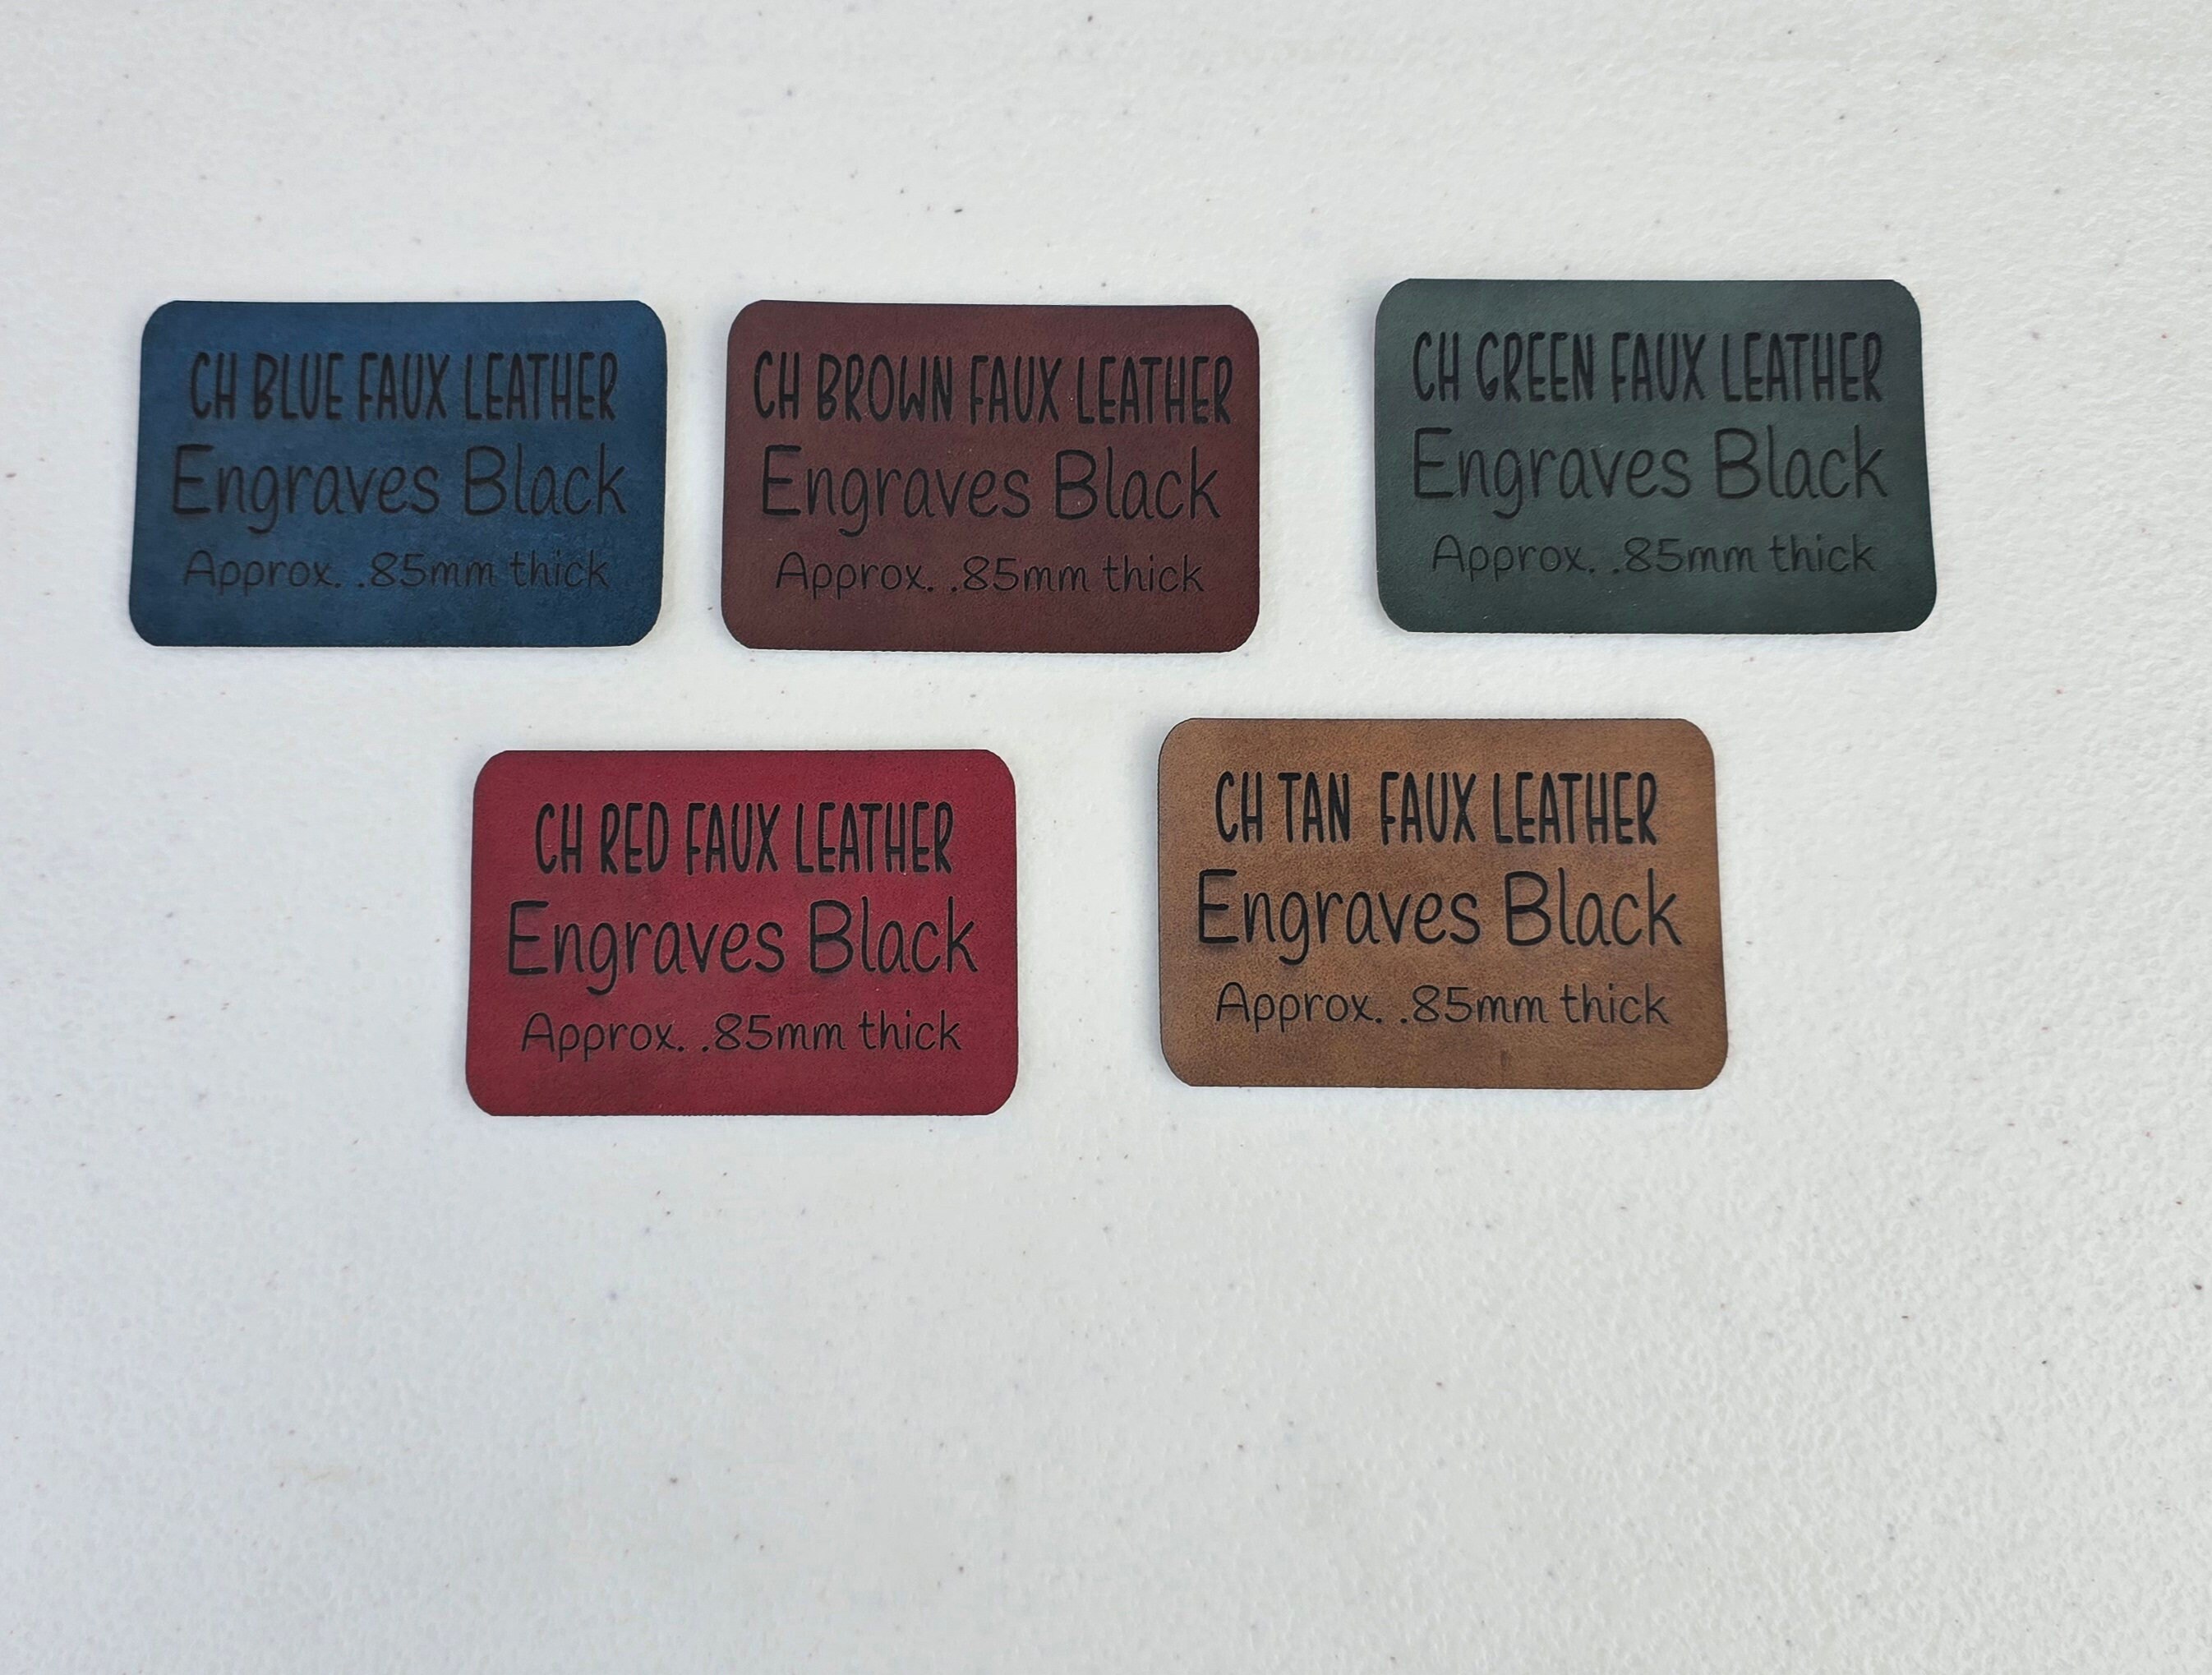 CH BLUE FAUX LEATHER
Engraves Black
Approx. .85mm thick
CH BROWN FAUX LEATHER
Engraves Black
Approx. .85mm thick
CH GREEN FAUX LEATHER
Engraves Black
Approx. .85mm thick
CH RED FAUX LEATHER
Engraves Black
Approx. .85mm thick
CH TAN FAUX LEATHER
Engraves Black
Approx. .85mm thick